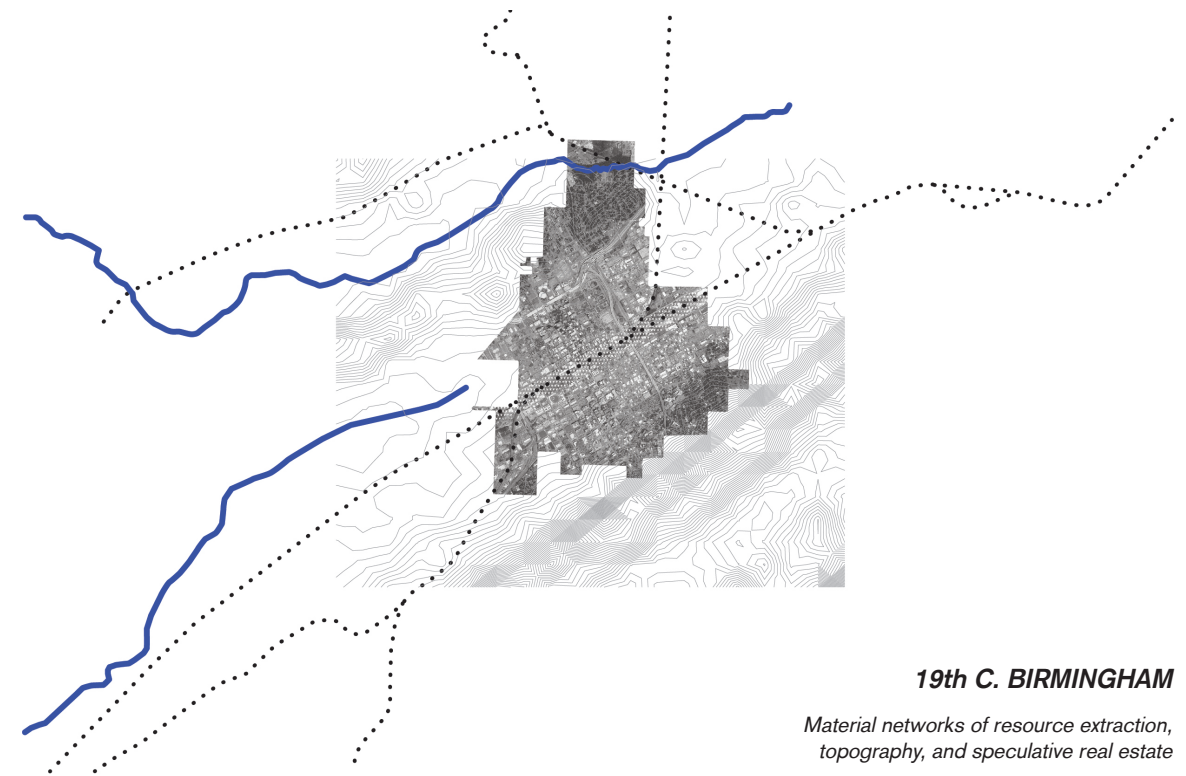 19th C. BIRMINGHAM
Material networks of resource extraction,
topography, and speculative real estate